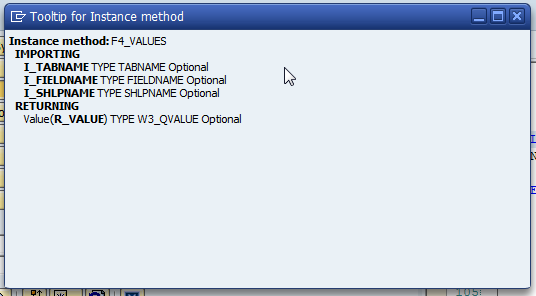 Tooltip for Instance method
Instance method: F4_VALUES
IMPORTING
I_TABNAME TYPE TABNAME Optional
I_FIELDNAME TYPE FIELDNAME Optional
I_SHLPNAME TYPE SHLPNAME Optional
RETURNING
Value(R_VALUE) TYPE W3_QVALUE Optional
105